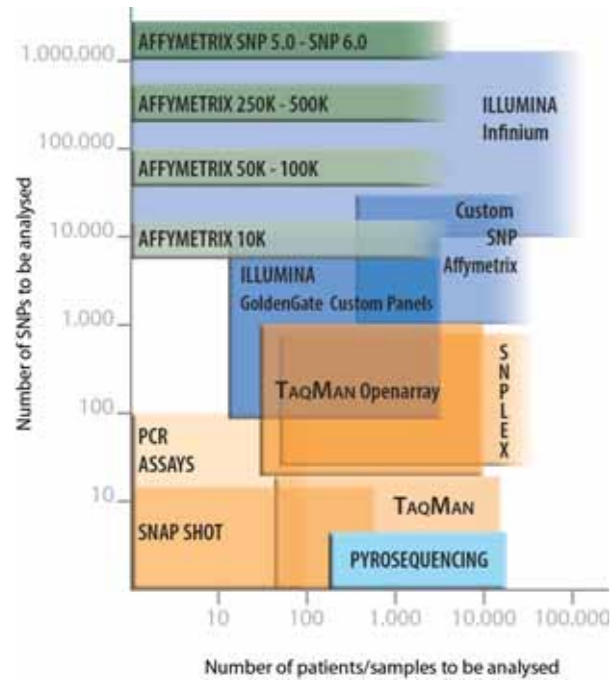 AFFYMETRIX SNP 5.0 - SNP 6.0
1.000.000
AFFYMETRIX 250K - 500K
ILLUMINA
Infinium
100.000
AFFYMETRIX 50K - 100K
Custom
SNP
Affymetrix
10.000
AFFYMETRIX 10K
ILLUMINA
GoldenGate Custom Panels
1.000
TAQMAN Openarray
SNPLEX
100
PCR
ASSAYS
10
TAQMAN
SNAP SHOT
PYROSEQUENCING
Number of SNPs to be analysed
10 100 1.000 10.000 100.000
Number of patients/samples to be analysed